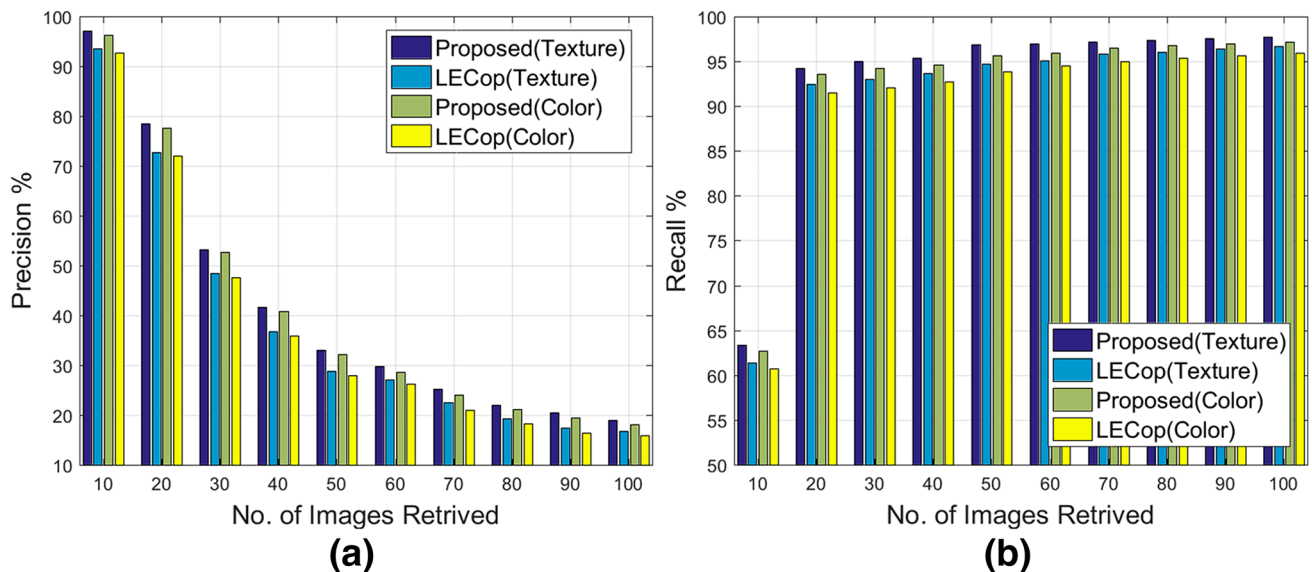 100
90
80
70
60
50
40
30
20
10
Precision %
Proposed(Texture)
LECop(Texture)
Proposed(Color)
LECop(Color)
10 20 30 40 50 60 70 80 90 100
No. of Images Retrived
(a)
100
95
90
85
80
75
70
65
60
55
50
Recall %
Proposed(Texture)
LECop(Texture)
Proposed(Color)
LECop(Color)
10 20 30 40 50 60 70 80 90 100
No. of Images Retrived
(b)